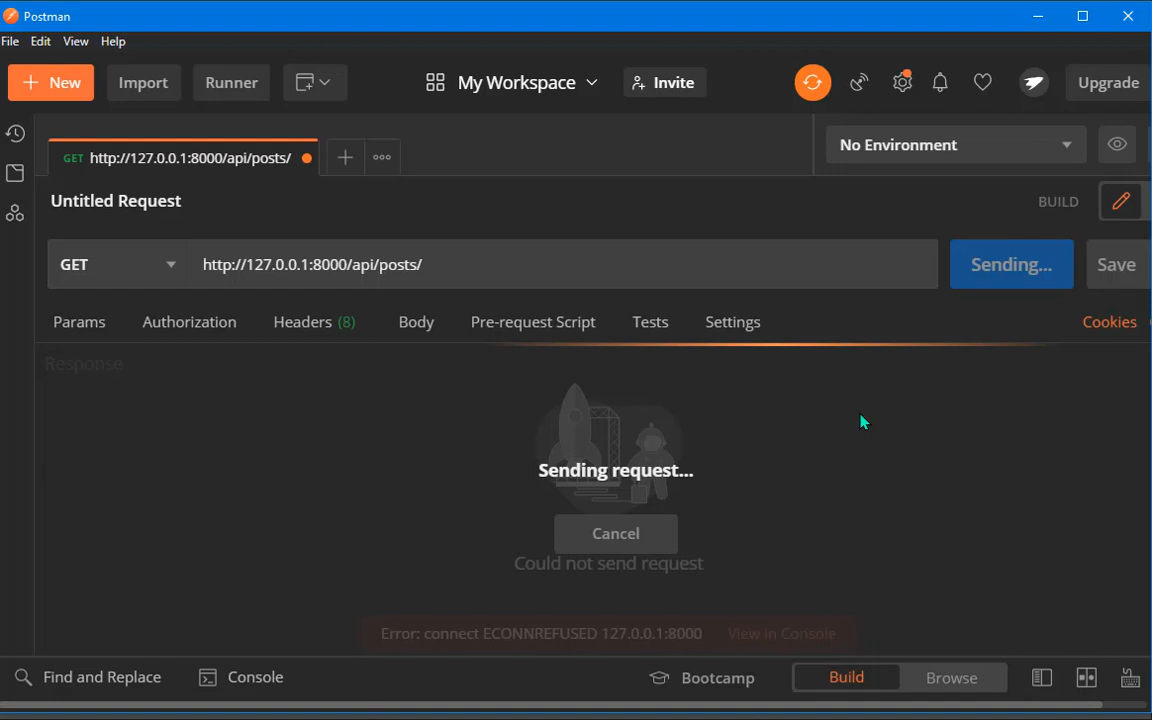 Postman
File Edit View Help
New Import Runner My Workspace Invite Upgrade
GET http://127.0.0.1:8000/api/posts/ No Environment
Untitled Request BUILD
GET http://127.0.0.1:8000/api/posts/ Sending... Save
Params Authorization Headers (8) Body Pre-request Script Tests Settings Cookies
Response
Sending request...
Cancel
Could not send request
Error: connect ECONNREFUSED 127.0.0.1:8000 View in Console
Find and Replace Console Bootcamp Build Browse